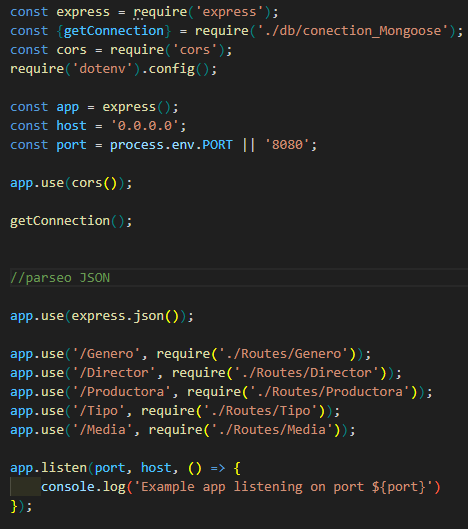 const express = require('express');
const {getConnection} = require('./db/conection_Mongoose');
const cors = require('cors');
require('dotenv').config();
const app = express();
const host = '0.0.0.0';
const port = process.env.PORT || '8080';
app.use(cors());
getConnection();
//parseo JSON
app.use(express.json());
app.use('/Genero', require('./Routes/Genero'));
app.use('/Director', require('./Routes/Director'));
app.use('/Productora', require('./Routes/Productora'));
app.use('/Tipo', require('./Routes/Tipo'));
app.use('/Media', require('./Routes/Media'));
app.listen(port, host, () => {
    console.log('Example app listening on port ${port}')
});